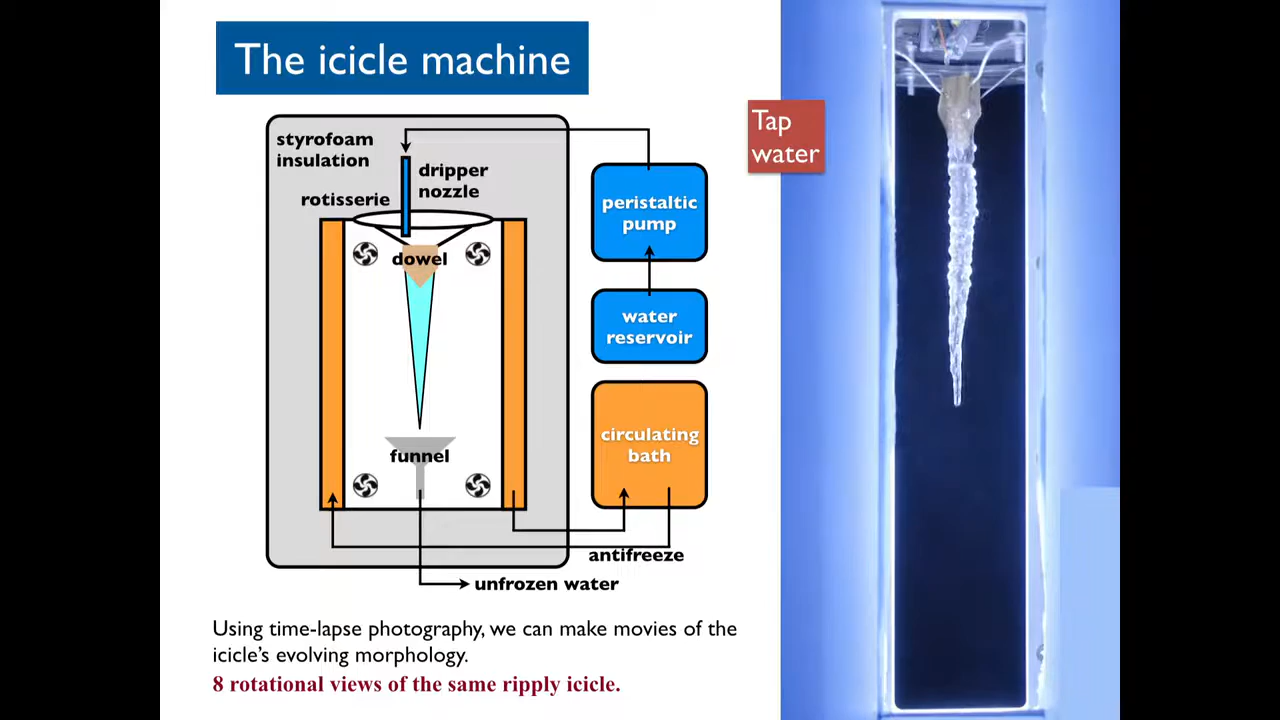 The icicle machine
styrofoam
insulation
dripper
nozzle
rotisserie
dowel
funnel
peristaltic
pump
water
reservoir
circulating
bath
antifreeze
unfrozen water
Tap
water
Using time-lapse photography, we can make movies of the
icicle's evolving morphology.
8 rotational views of the same ripply icicle.